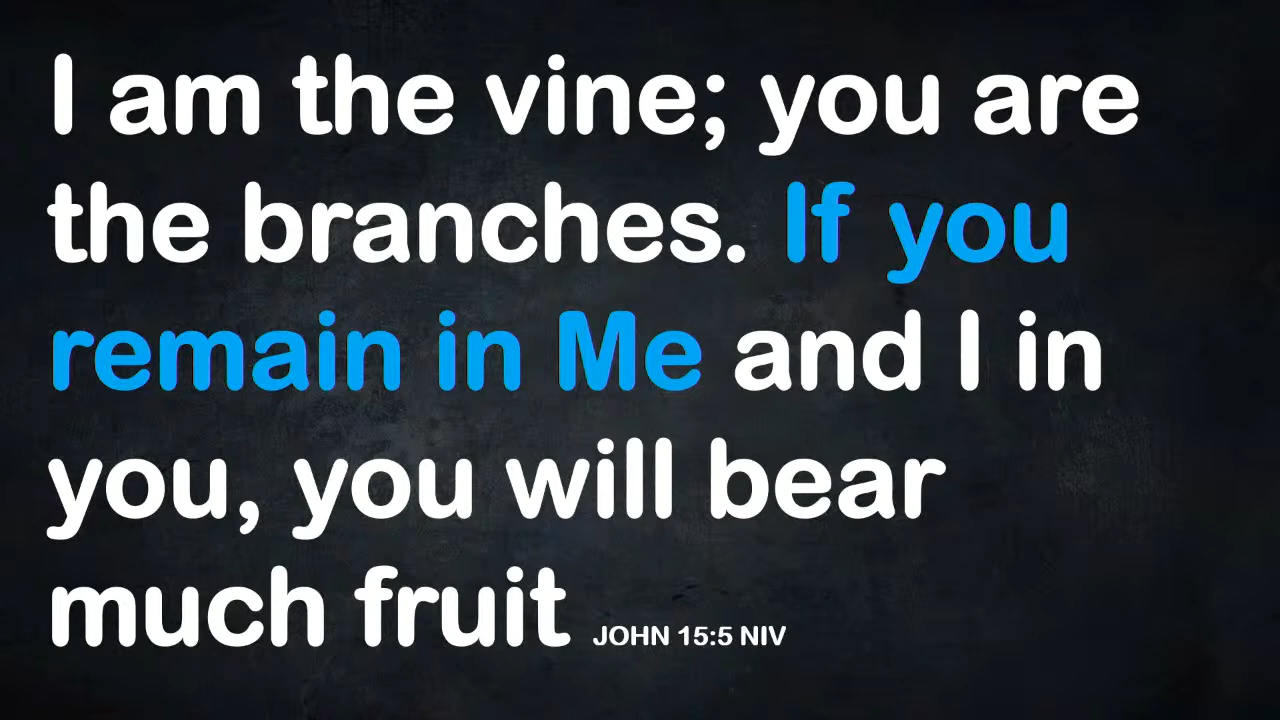 I am the vine; you are
the branches. If you
remain in Me and I in
you, you will bear
much fruit JOHN 15:5 NIV